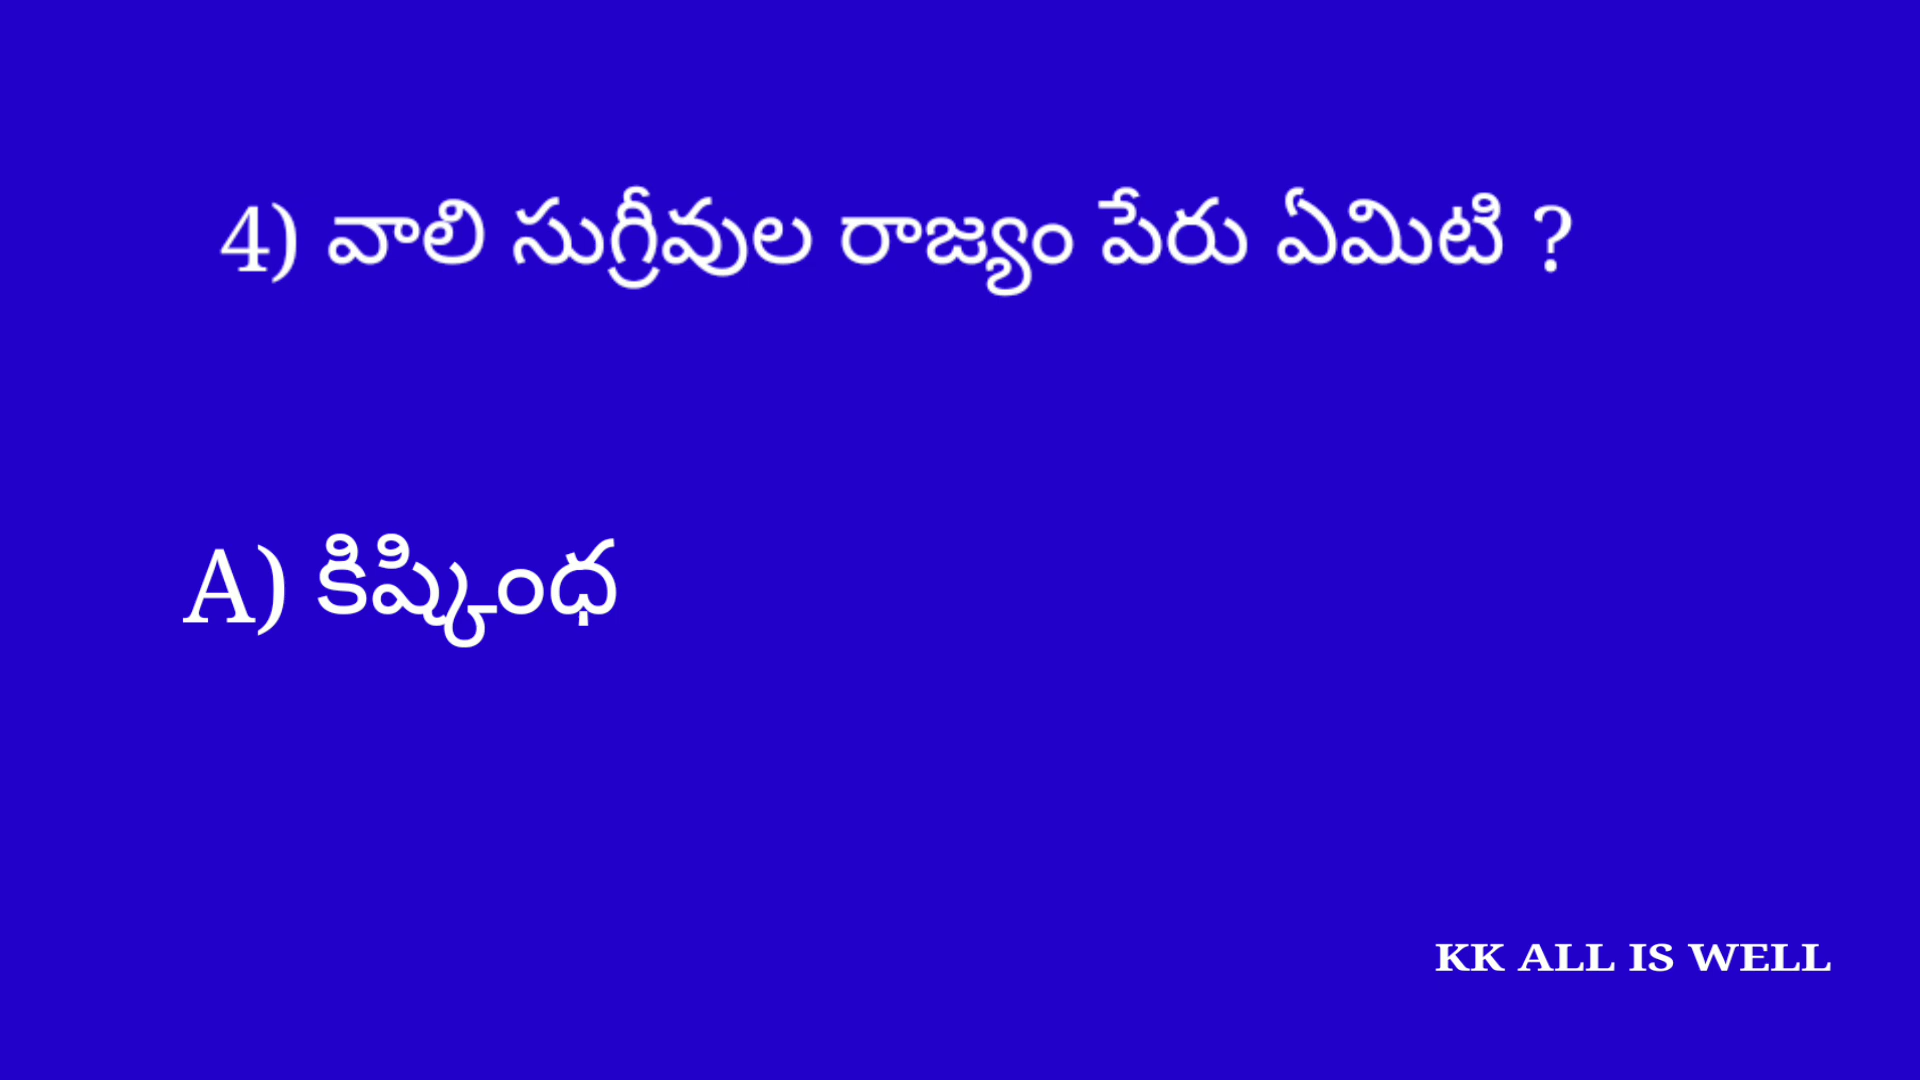 4) వాలి సుగ్రీవుల రాజ్యం పేరు ఏమిటి ?
A) కిష్కింధ
KK ALL IS WELL